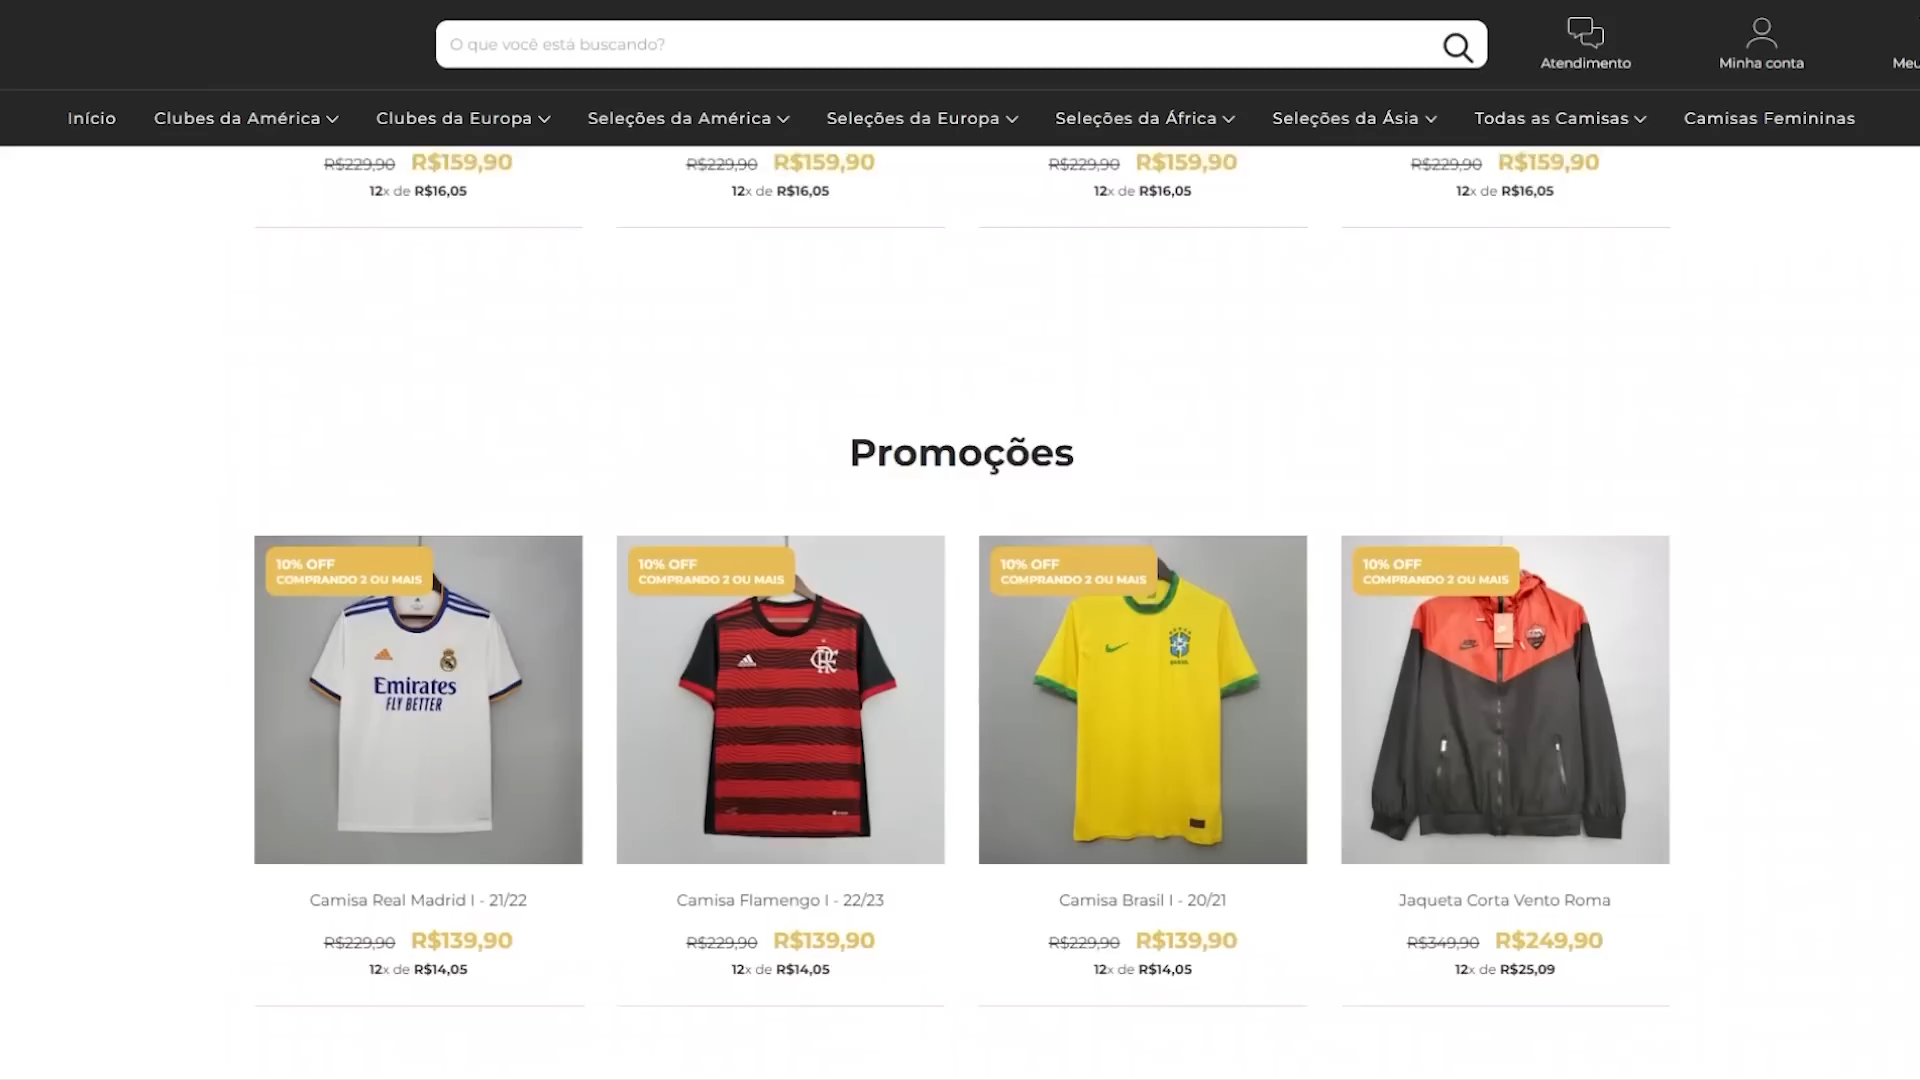 O que você está buscando?
Atendimento
Minha conta
Meu
Início
Clubes da América
Clubes da Europa
Seleções da América
Seleções da Europa
Seleções da África
Seleções da Ásia
Todas as Camisas
Camisas Femininas
R$229,90 R$159,90
12x de R$16,05
R$229,90 R$159,90
12x de R$16,05
R$229,90 R$159,90
12x de R$16,05
R$229,90 R$159,90
12x de R$16,05
Promoções
10% OFF
COMPRANDO 2 OU MAIS
Emirates
FLY BETTER
Camisa Real Madrid I - 21/22
R$229,90 R$139,90
12x de R$14,05
10% OFF
COMPRANDO 2 OU MAIS
Camisa Flamengo I - 22/23
R$229,90 R$139,90
12x de R$14,05
10% OFF
COMPRANDO 2 OU MAIS
BRASIL
Camisa Brasil I - 20/21
R$229,90 R$139,90
12x de R$14,05
10% OFF
COMPRANDO 2 OU MAIS
Jaqueta Corta Vento Roma
R$349,90 R$249,90
12x de R$25,09